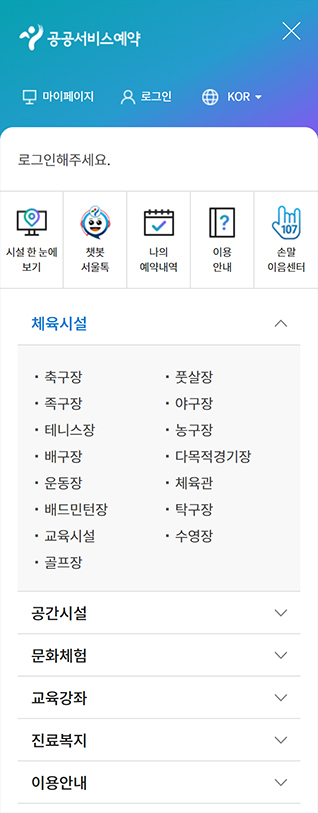 공공서비스예약
마이페이지 로그인 KOR
로그인해주세요.
시설 한 눈에
보기
챗봇
서울톡
나의
예약내역
이용
안내
107
손말
이음센터
체육시설
· 축구장 · 풋살장
· 족구장 · 야구장
· 테니스장 · 농구장
· 배구장 · 다목적경기장
· 운동장 · 체육관
· 배드민턴장 · 탁구장
· 교육시설 · 수영장
· 골프장
공간시설
문화체험
교육강좌
진료복지
이용안내